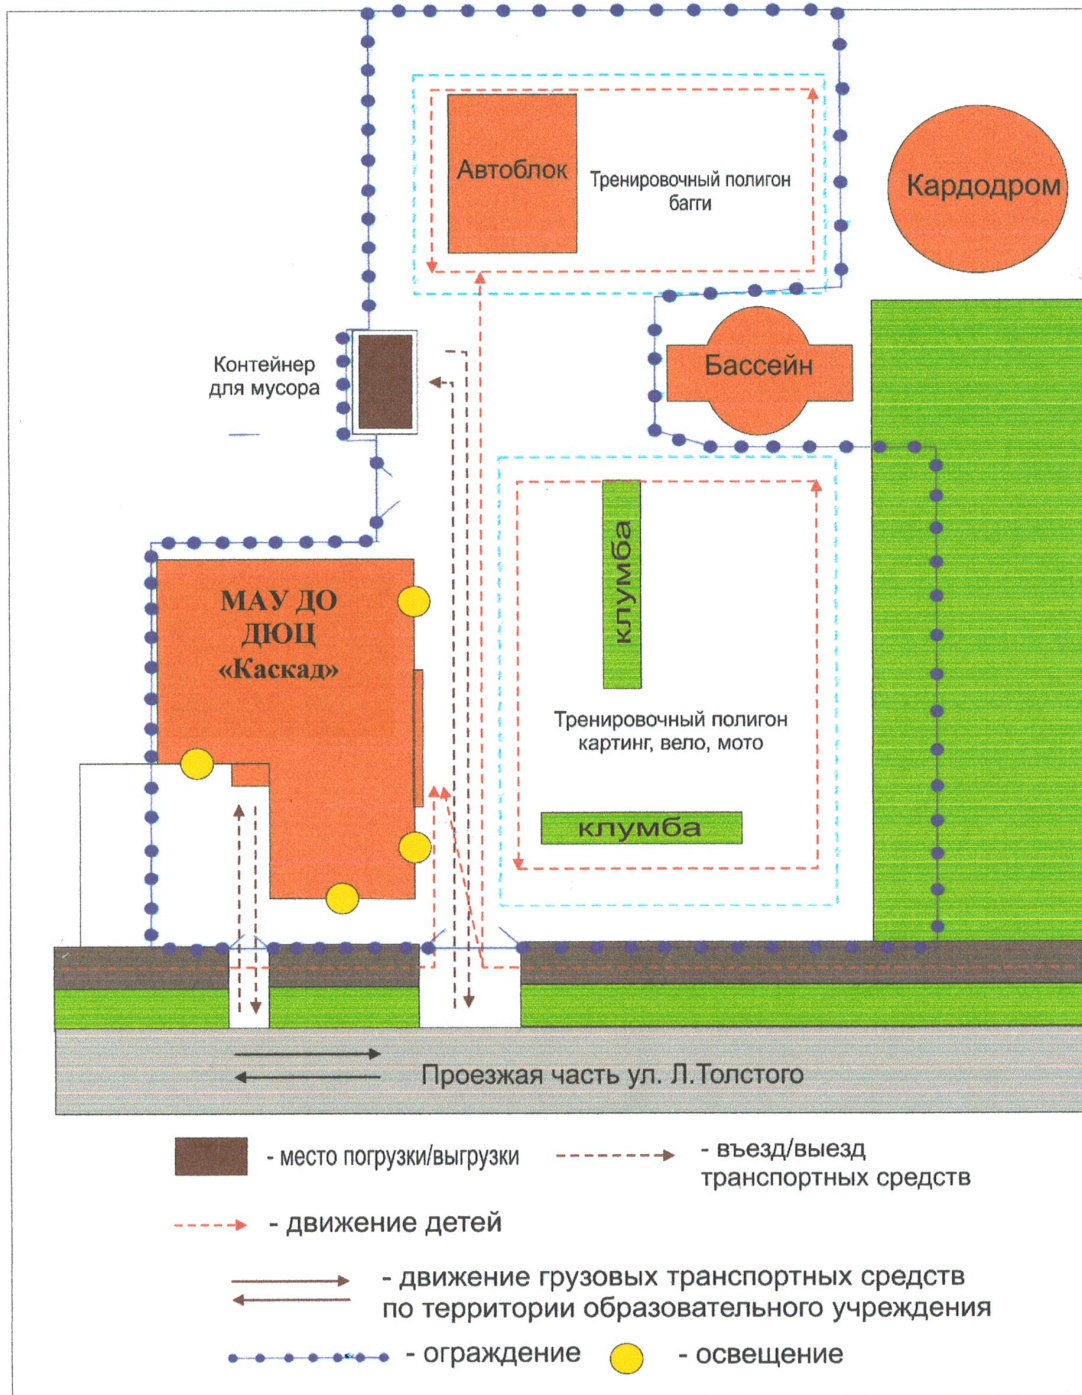 Автоблок
Тренировочный полигон
багги
Кардодром
Контейнер
для мусора
Бассейн
МАУ ДО
ДЮЦ
«Каскад»
клумба
Тренировочный полигон
картинг, вело, мото
клумба
Проезжая часть ул. Л.Толстого
- место погрузки/выгрузки
- въезд/выезд
транспортных средств
- движение детей
- движение грузовых транспортных средств
по территории образовательного учреждения
- ограждение
- освещение